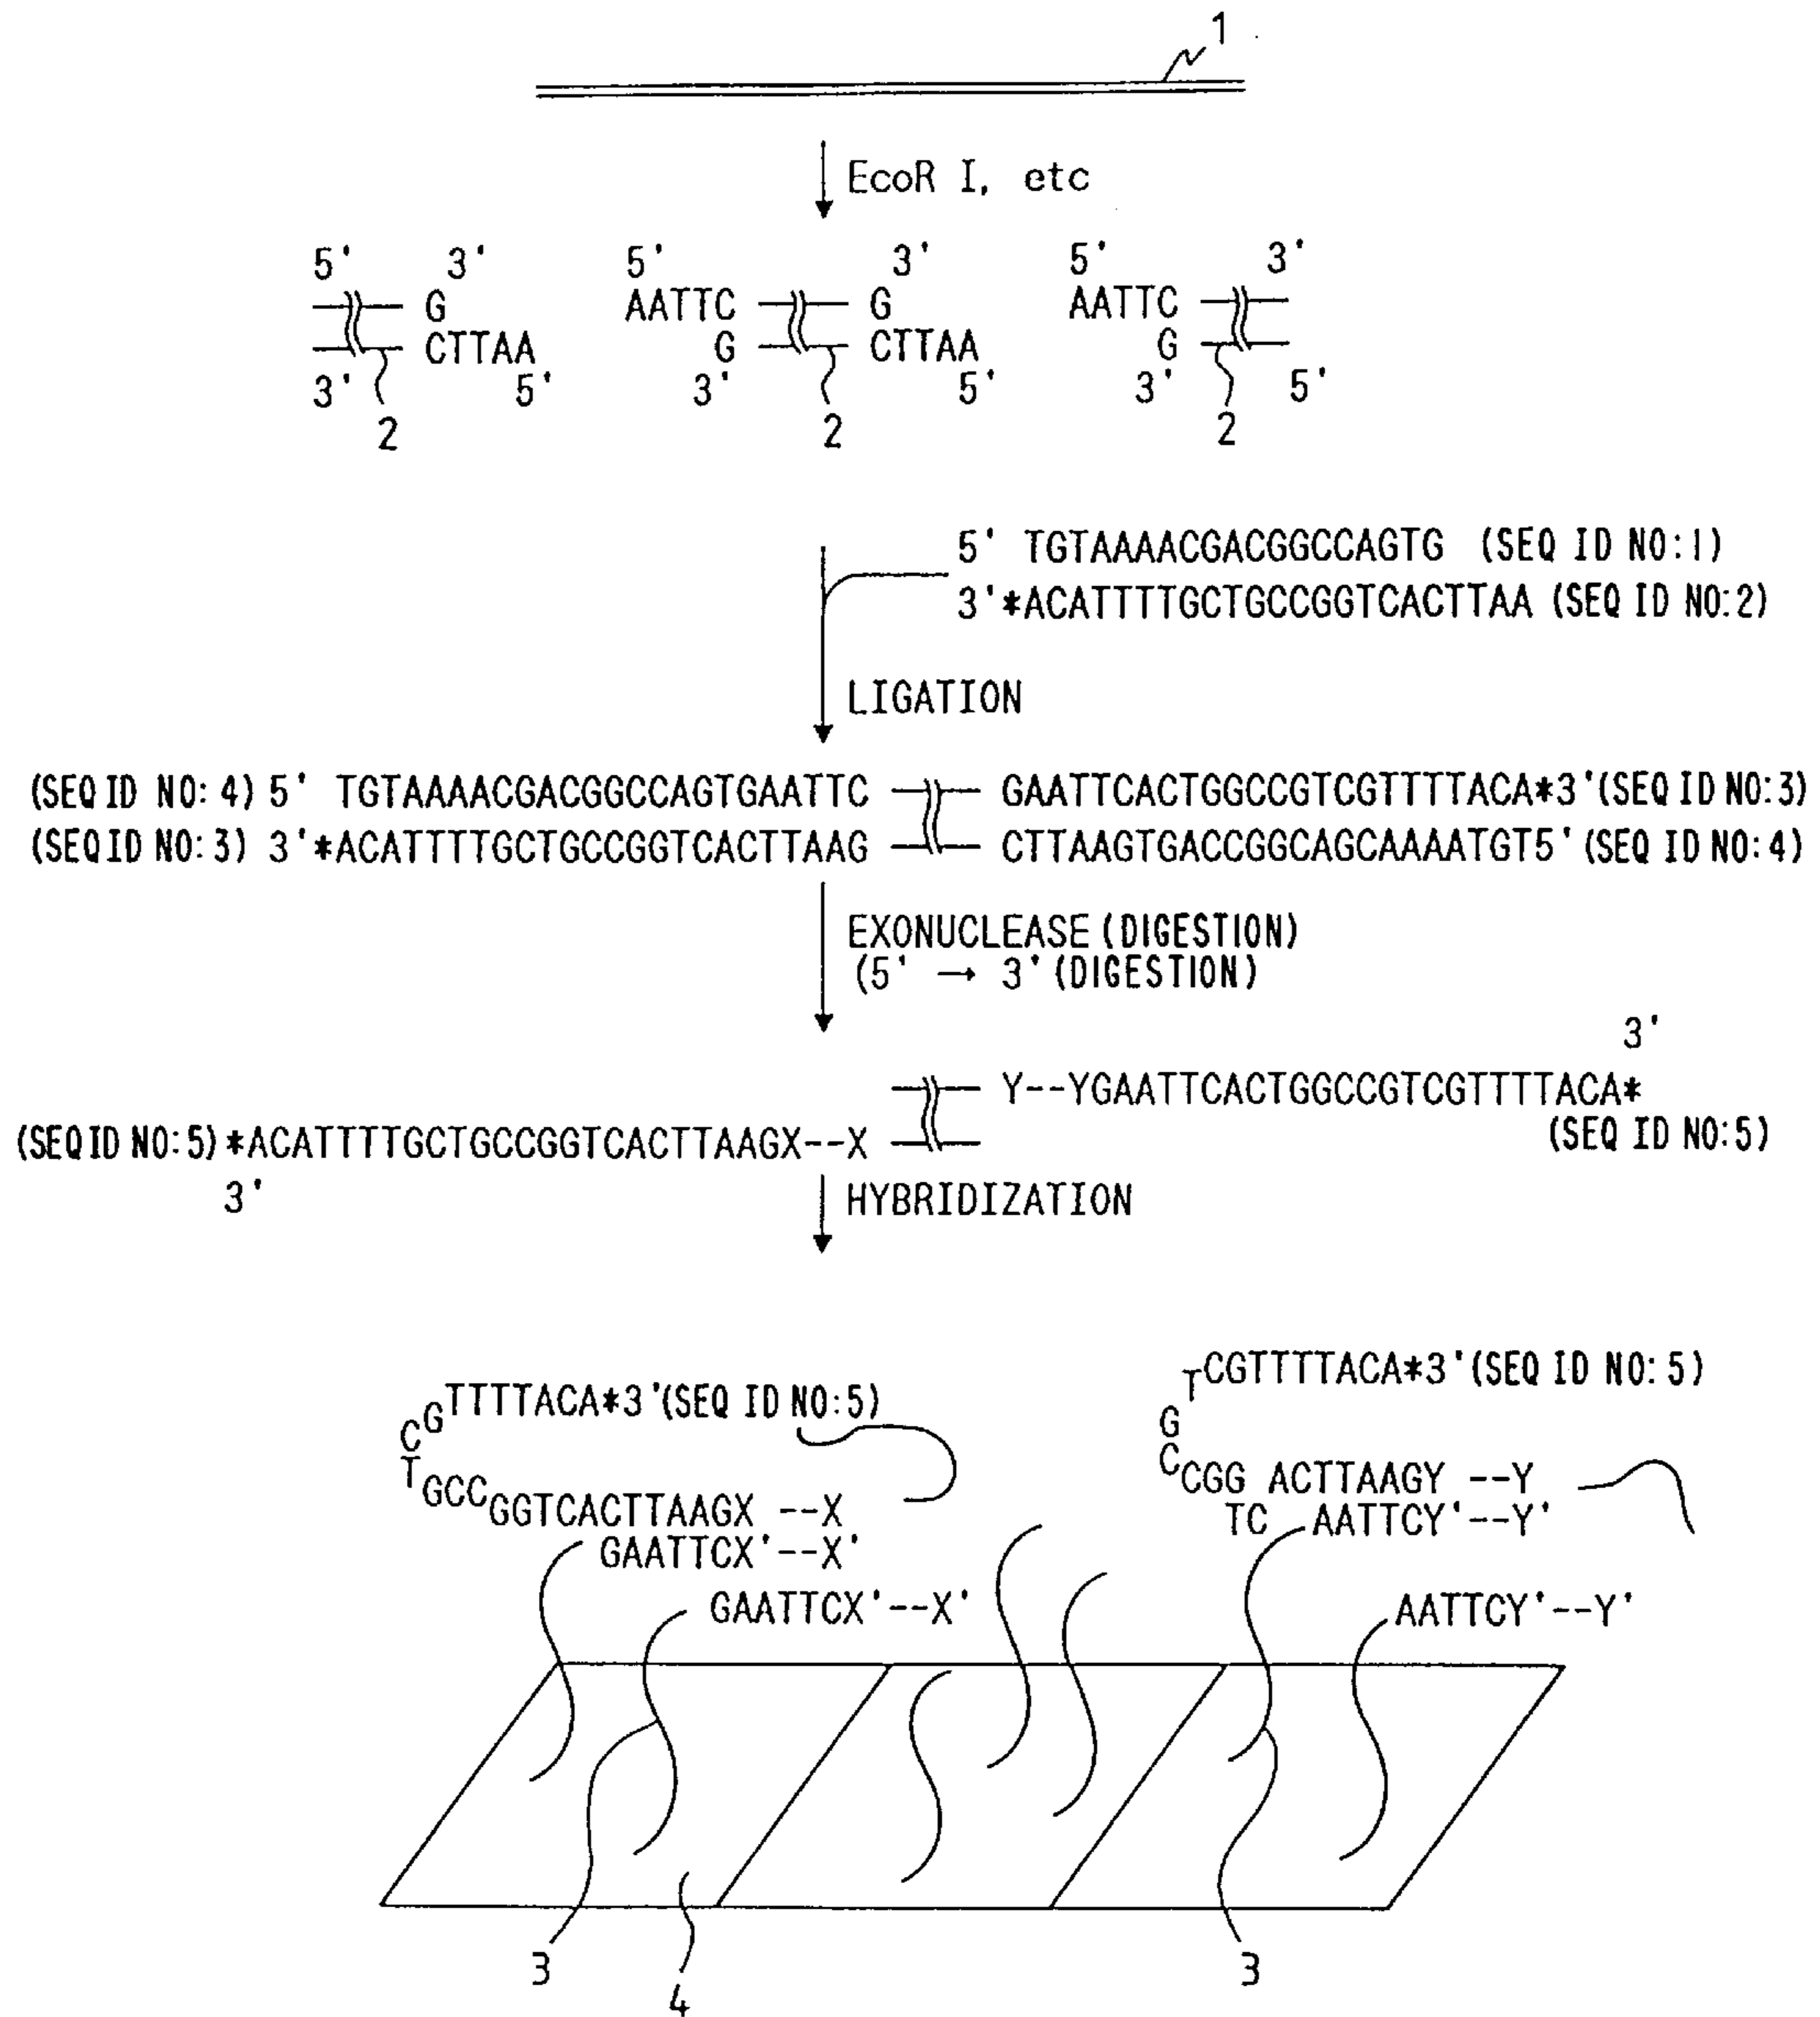 1
EcoR I, etc
5' 3' 5' 3' 5' 3'
G AATTC G AATTC
CTTAA G CTTAA G
3' 5' 3' 5' 3' 5'
2 2 2
5' TGTAAAACGACGGCCAGTG (SEQ ID NO:1)
3'*ACATTTTGCTGCCGGTCACTTAA (SEQ ID NO:2)
LIGATION
(SEQ ID NO:4) 5' TGTAAAACGACGGCCAGTGAATTC GAATTCACTGGCCGTCGTTTTACA*3' (SEQ ID NO:3)
(SEQ ID NO:3) 3'*ACATTTTGCTGCCGGTCACTTAAG CTTAAGTGACCGGCAGCAAAATGT5' (SEQ ID NO:4)
EXONUCLEASE (DIGESTION)
(5' → 3' (DIGESTION)
3'
Y--YGAATTCACTGGCCGTCGTTTTACA*
(SEQ ID NO:5)
(SEQ ID NO:5) *ACATTTTGCTGCCGGTCACTTAAGX--X
3'
HYBRIDIZATION
TCGTTTTACA*3' (SEQ ID NO:5)
CGTTTTACA*3' (SEQ ID NO:5)
G
C
TGCCGGTCACTTAAGX --X
CGG ACTTAAGY --Y
TC AATTCY'--Y'
GAATTCX'--X'
GAATTCX'--X'
AATTCY'--Y'
3
3
4